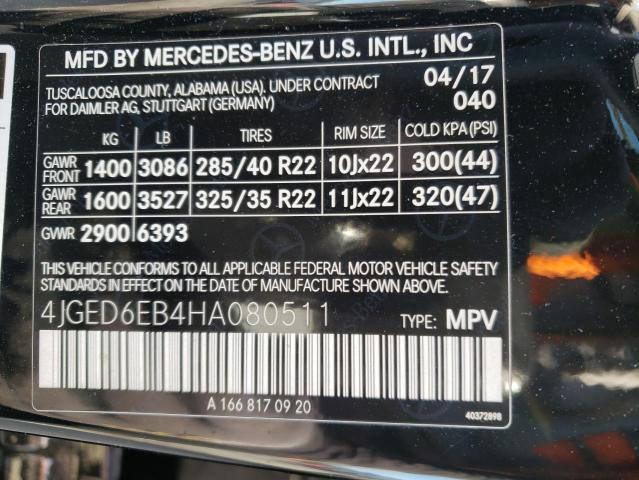 MFD BY MERCEDES-BENZ U.S. INTL., INC
TUSCALOOSA COUNTY, ALABAMA (USA). UNDER CONTRACT 04/17
FOR DAIMLER AG, STUTTGART (GERMANY) 040
KG LB TIRES RIM SIZE COLD KPA (PSI)
GAWR FRONT 1400 3086 285/40 R22 10Jx22 300(44)
GAWR REAR 1600 3527 325/35 R22 11Jx22 320(47)
GVWR 2900 6393
THIS VEHICLE CONFORMS TO ALL APPLICABLE FEDERAL MOTOR VEHICLE SAFETY
STANDARDS IN EFFECT ON THE DATE OF MANUFACTURE SHOWN ABOVE.
4JGED6EB4HA080511 TYPE: MPV
A 166 817 09 20
40372898